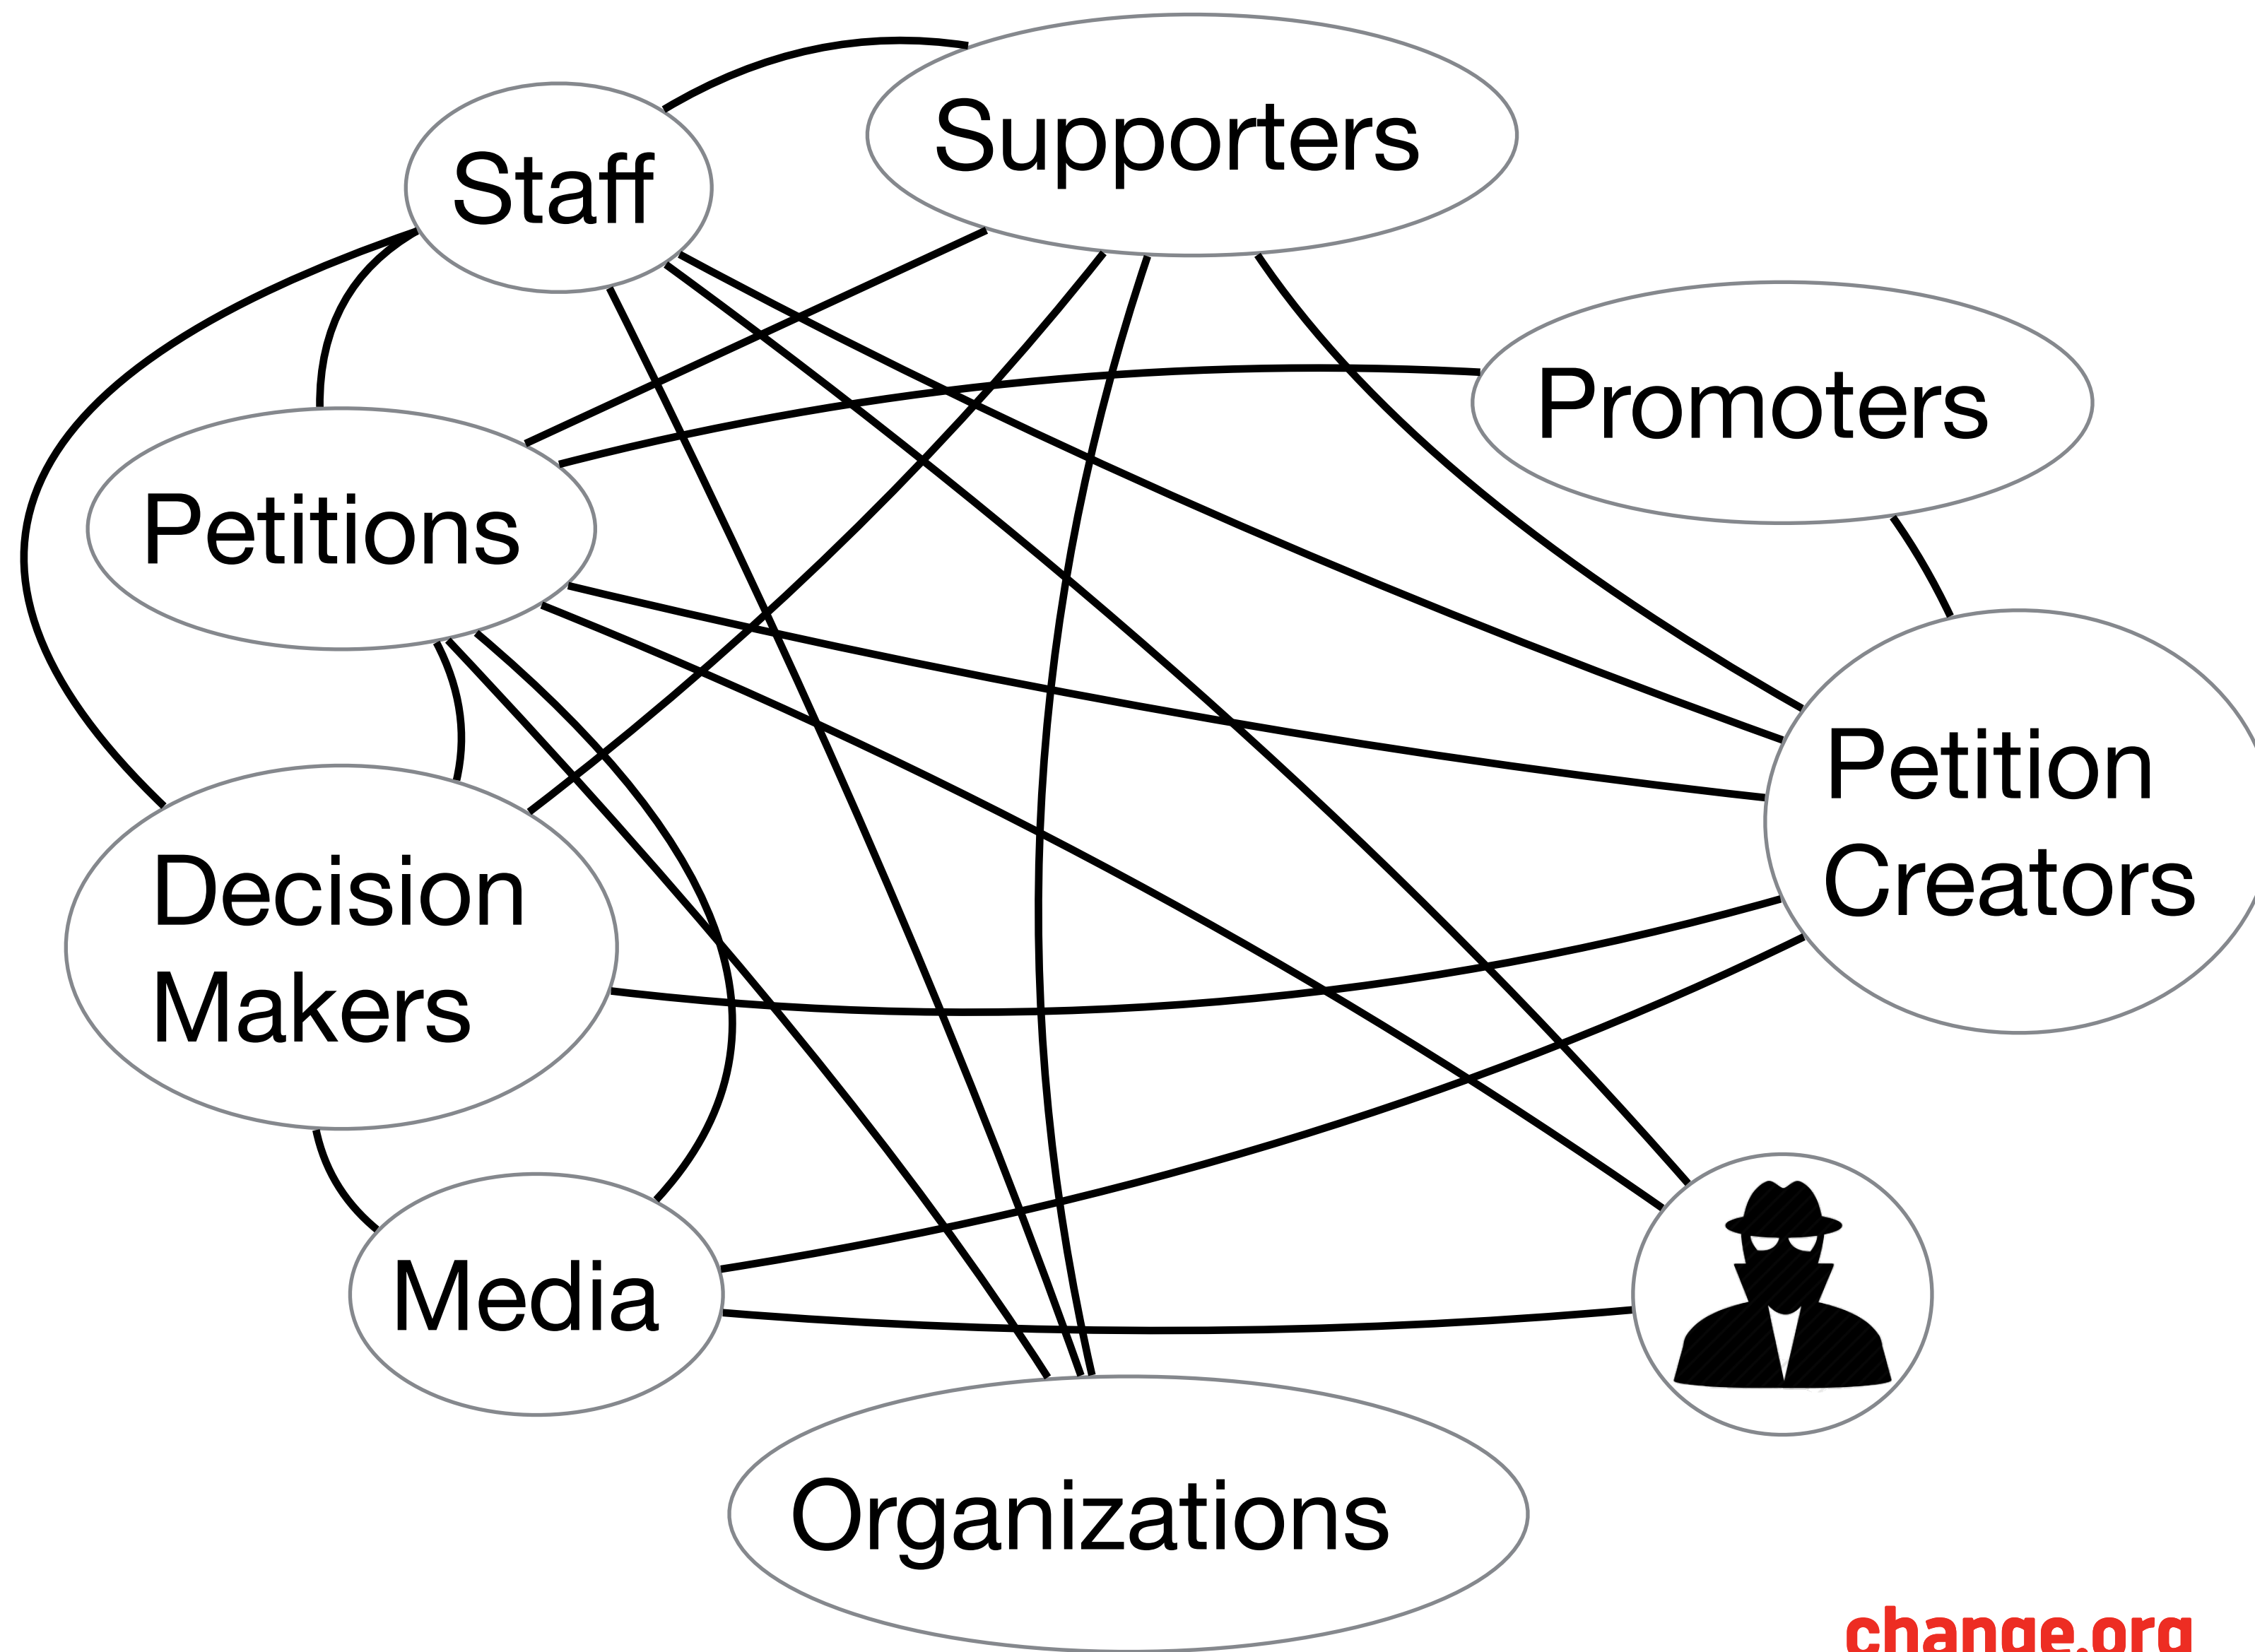 Supporters
Staff
Promoters
Petitions
Petition
Creators
Decision
Makers
Media
Organizations
change.org